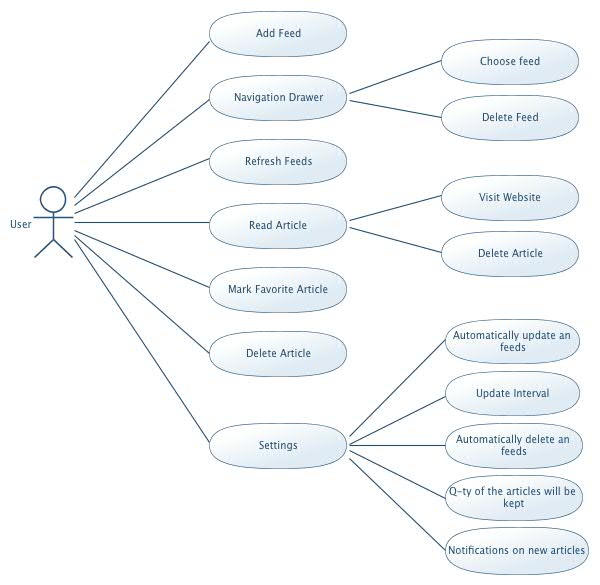 Add Feed
Navigation Drawer
Choose feed
Delete Feed
Refresh Feeds
User
Read Article
Visit Website
Delete Article
Mark Favorite Article
Delete Article
Settings
Automatically update an
feeds
Update Interval
Automatically delete an
feeds
Q-ty of the articles will be
kept
Notifications on new articles